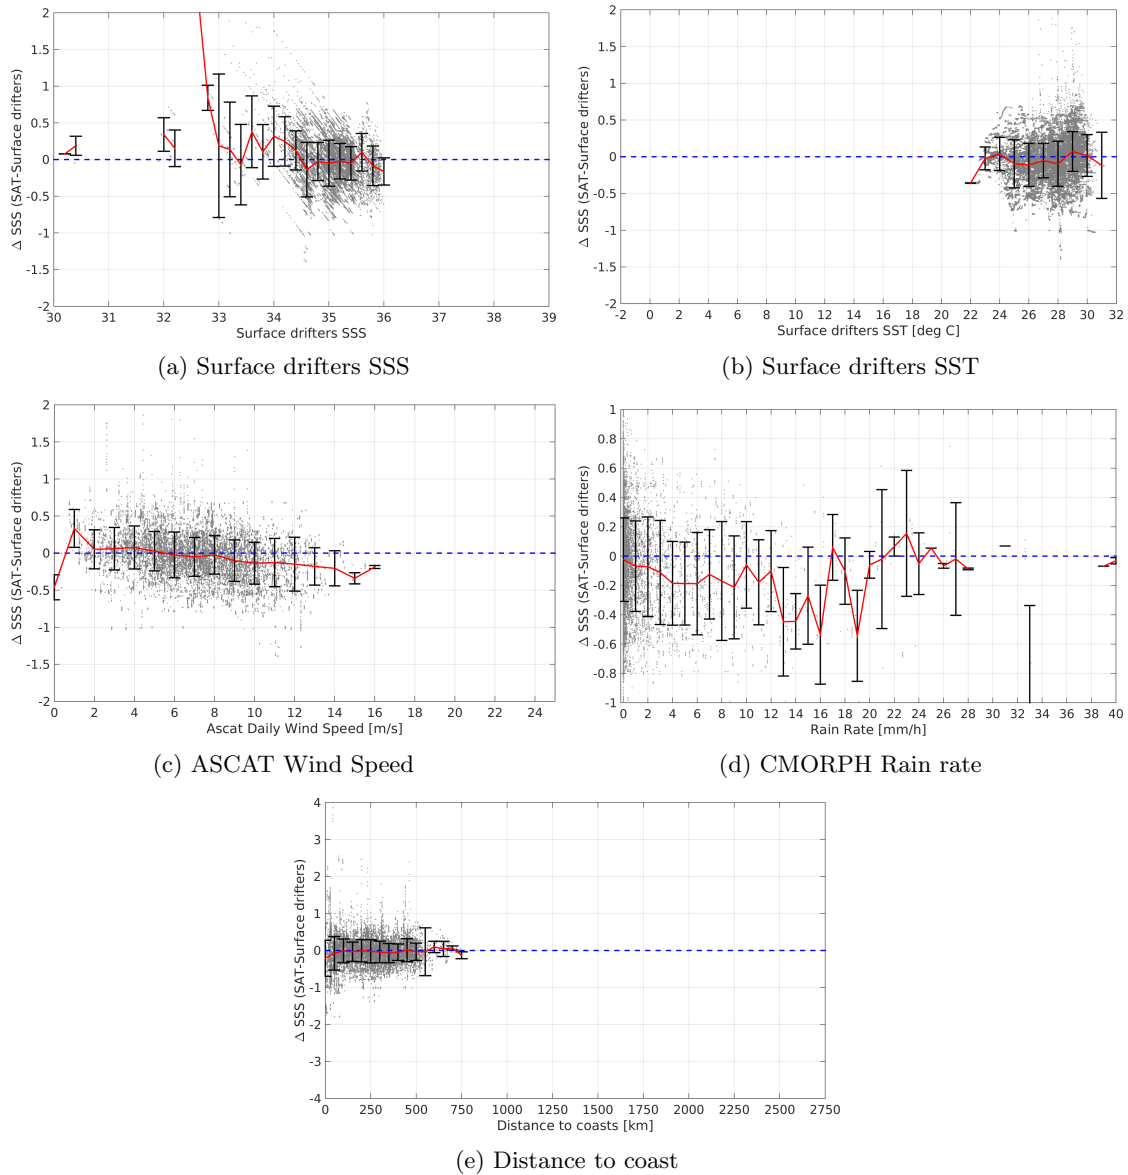 2
1.5
1
0.5
0
-0.5
-1
-1.5
-2
Δ SSS (SAT-Surface drifters)
30 31 32 33 34 35 36 37 38 39
Surface drifters SSS
(a) Surface drifters SSS
2
1.5
1
0.5
0
-0.5
-1
-1.5
-2
Δ SSS (SAT-Surface drifters)
-2 0 2 4 6 8 10 12 14 16 18 20 22 24 26 28 30 32
Surface drifters SST [deg C]
(b) Surface drifters SST
2
1.5
1
0.5
0
-0.5
-1
-1.5
-2
Δ SSS (SAT-Surface drifters)
0 2 4 6 8 10 12 14 16 18 20 22 24
Ascat Daily Wind Speed [m/s]
(c) ASCAT Wind Speed
1
0.8
0.6
0.4
0.2
0
-0.2
-0.4
-0.6
-0.8
-1
Δ SSS (SAT-Surface drifters)
0 2 4 6 8 10 12 14 16 18 20 22 24 26 28 30 32 34 36 38 40
Rain Rate [mm/h]
(d) CMORPH Rain rate
4
3
2
1
0
-1
-2
-3
-4
Δ SSS (SAT-Surface drifters)
0 250 500 750 1000 1250 1500 1750 2000 2250 2500 2750
Distance to coasts [km]
(e) Distance to coast